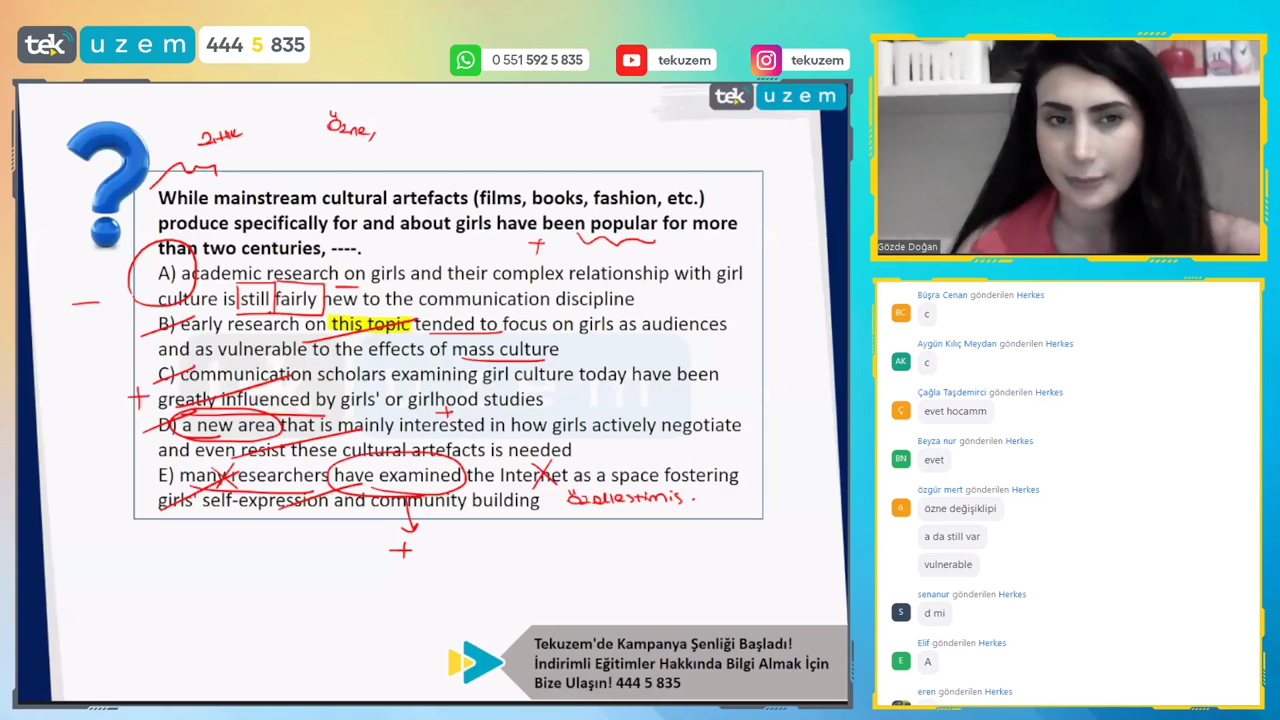 tek uzem 444 5 835
0 551 592 5 835
tekuzem
tekuzem
tek uzem
Zıtlık
Özne,
While mainstream cultural artefacts (films, books, fashion, etc.)
produce specifically for and about girls have been popular for more
than two centuries, ----.
A) academic research on girls and their complex relationship with girl
culture is still fairly new to the communication discipline
B) early research on this topic tended to focus on girls as audiences
and as vulnerable to the effects of mass culture
C) communication scholars examining girl culture today have been
greatly influenced by girls' or girlhood studies
D) a new area that is mainly interested in how girls actively negotiate
and even resist these cultural artefacts is needed
E) many researchers have examined the Internet as a space fostering
girls' self-expression and community building
özelleştirmiş.
Tekuzem'de Kampanya Şenliği Başladı!
İndirimli Eğitimler Hakkında Bilgi Almak İçin
Bize Ulaşın! 444 5 835
Gözde Doğan
Büşra Cenan gönderilen Herkes
BC c
Aygün Kılıç Meydan gönderilen Herkes
AK c
Çağla Taşdemirci gönderilen Herkes
Ç evet hocamm
Beyza nur gönderilen Herkes
BN evet
özgür mert gönderilen Herkes
ö özne değişiklipi
a da still var
vulnerable
senanur gönderilen Herkes
S d mi
Elif gönderilen Herkes
E A
eren gönderilen Herkes